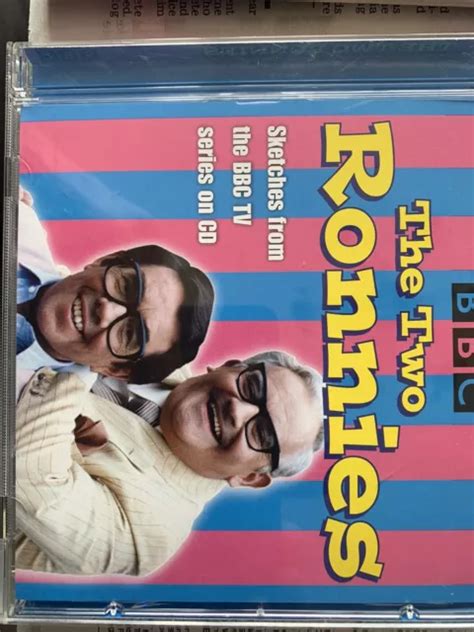 BBC
The Two
Ronnies
Sketches from
the BBC TV
series on CD